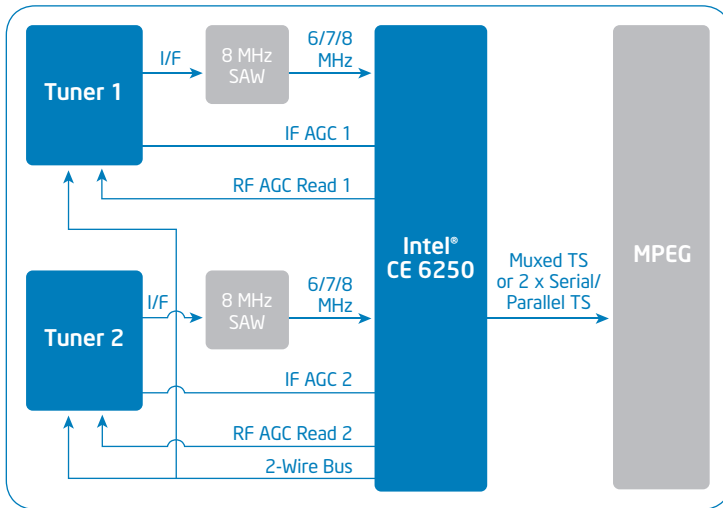 I/F
8 MHz
SAW
6/7/8
MHz
Tuner 1
IF AGC 1
RF AGC Read 1
Intel®
CE 6250
Muxed TS
or 2 x Serial/
Parallel TS
MPEG
I/F
8 MHz
SAW
6/7/8
MHz
Tuner 2
IF AGC 2
RF AGC Read 2
2-Wire Bus